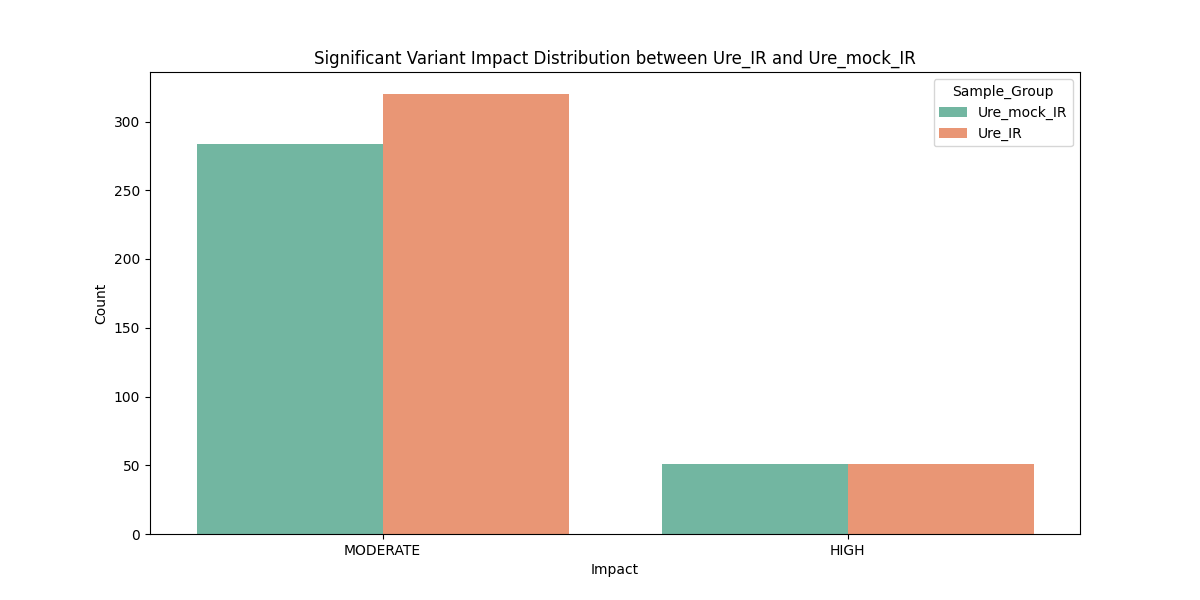 Significant Variant Impact Distribution between Ure_IR and Ure_mock_IR
Sample_Group
Ure_mock_IR
Ure_IR
Count
300
250
200
150
100
50
0
MODERATE
HIGH
Impact